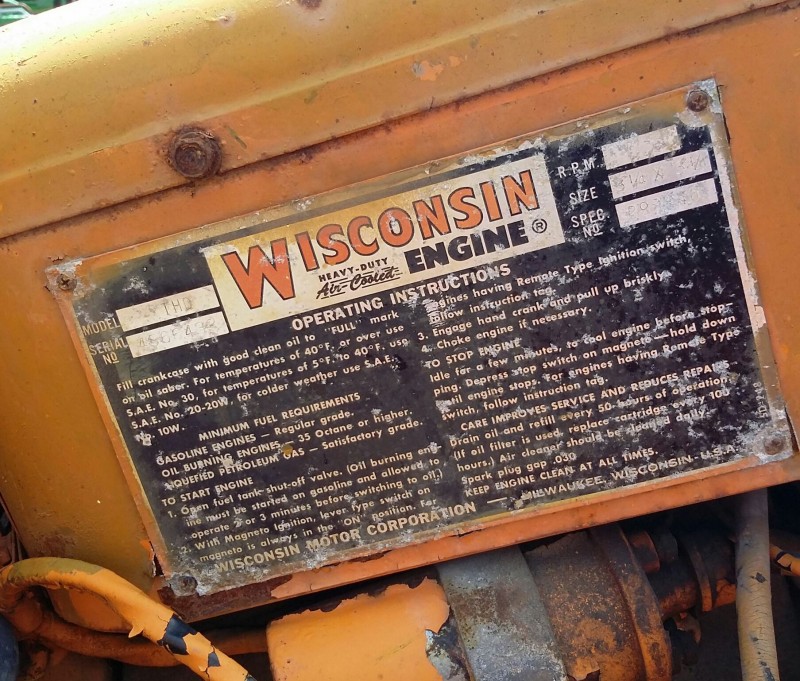 WISCONSIN
HEAVY-DUTY
Air-Cooled
ENGINE®
MODEL
SERIAL
NO
R.P.M.
SIZE
SPEC
NO.
OPERATING INSTRUCTIONS
Fill crankcase with good clean oil to "FULL" mark
on oil saber. For temperatures of 40°F. or over use
S.A.E. No. 30, for temperatures of 5°F. to 40°F. use
S.A.E. No. 20-20W, for colder weather use S.A.E.
10W.
MINIMUM FUEL REQUIREMENTS
GASOLINE ENGINES — Regular grade.
OIL BURNING ENGINES — 35 Octane or higher.
LIQUEFIED PETROLEUM GAS — Satisfactory grade.
TO START ENGINE
1. Open fuel tank shut-off valve. (Oil burning
must be started on gasoline and allowed to
operate 2 or 3 minutes before switching to oil)
2. With Magneto Ignition, lever type switch on
magneto is always in the "ON" position. For
engines having Remote Type Ignition switch,
follow instruction tag.
3. Engage hand crank and pull up briskly.
4. Choke engine if necessary.
TO STOP ENGINE
Idle for a few minutes, to cool engine before stop-
ping. Depress stop switch on magneto — hold down
until engine stops. For engines having Remote Type
switch, follow instruction tag.
CARE IMPROVES SERVICE AND REDUCES REPAIRS
Drain oil and refill every 50 hours of operation.
(If oil filter is used, replace cartridge every 100
hours.) Air cleaner should be cleaned daily.
Spark plug gap .030
KEEP ENGINE CLEAN AT ALL TIMES.
WISCONSIN MOTOR CORPORATION — MILWAUKEE, WISCONSIN, U.S.A.